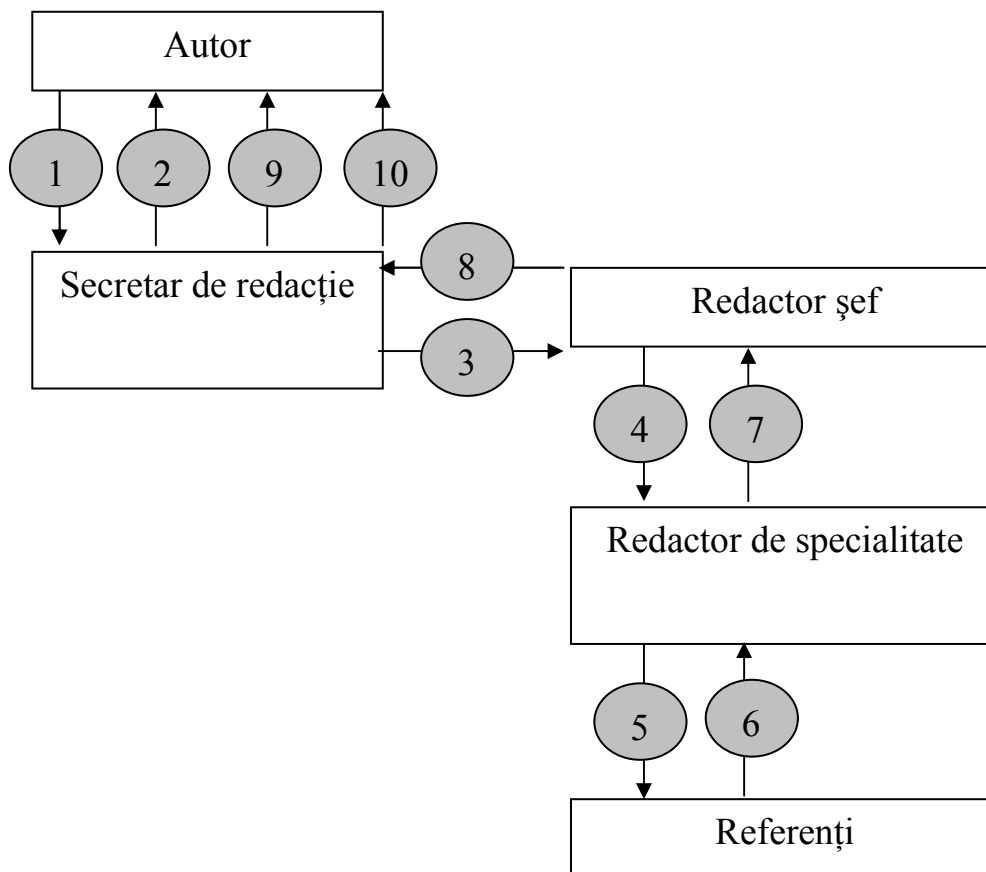 Autor
1 2 9 10
Secretar de redacție
8
Redactor şef
3
4 7
Redactor de specialitate
5 6
Referenți